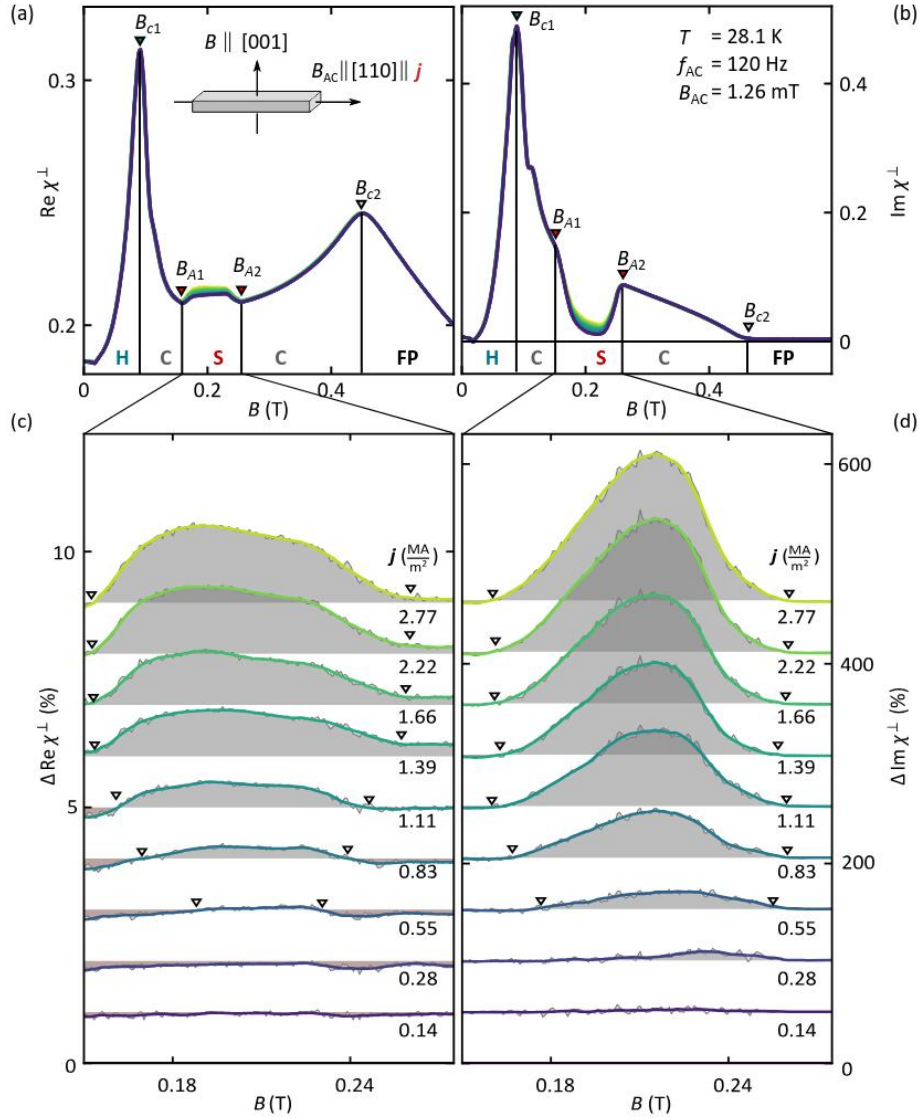 (a)
B_c1
B || [001]
B_AC||[110]|| j
B_c2
B_A1
B_A2
0.3
0.2
Re χ^⊥
H C S C FP
0 0.2 0.4
B (T)
(b)
B_c1
T = 28.1 K
f_AC = 120 Hz
B_AC = 1.26 mT
B_A1
B_A2
B_c2
0.4
0.2
0
Im χ^⊥
H C S C FP
0 0.2 0.4
B (T)
(c)
10
5
0
Δ Re χ^⊥ (%)
j (MA/m²)
2.77
2.22
1.66
1.39
1.11
0.83
0.55
0.28
0.14
0.18 0.24
B (T)
(d)
600
400
200
0
Δ Im χ^⊥ (%)
j (MA/m²)
2.77
2.22
1.66
1.39
1.11
0.83
0.55
0.28
0.14
0.18 0.24
B (T)